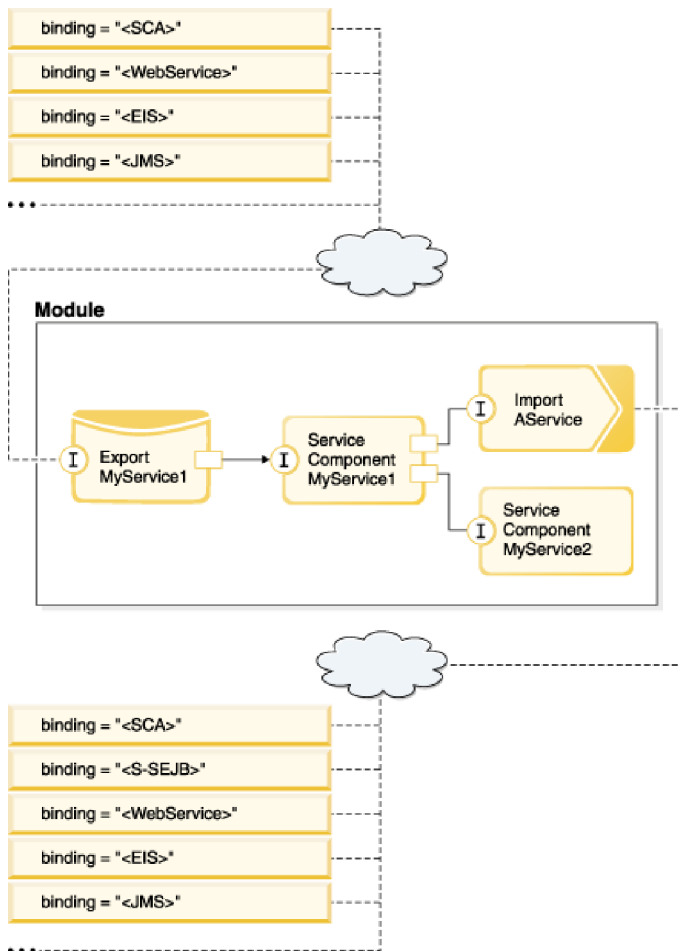 binding = "<SCA>"
binding = "<WebService>"
binding = "<EIS>"
binding = "<JMS>"
...
Module
I
Export
MyService1
I
Service
Component
MyService1
I
Import
AService
I
Service
Component
MyService2
binding = "<SCA>"
binding = "<S-SEJB>"
binding = "<WebService>"
binding = "<EIS>"
binding = "<JMS>"
...